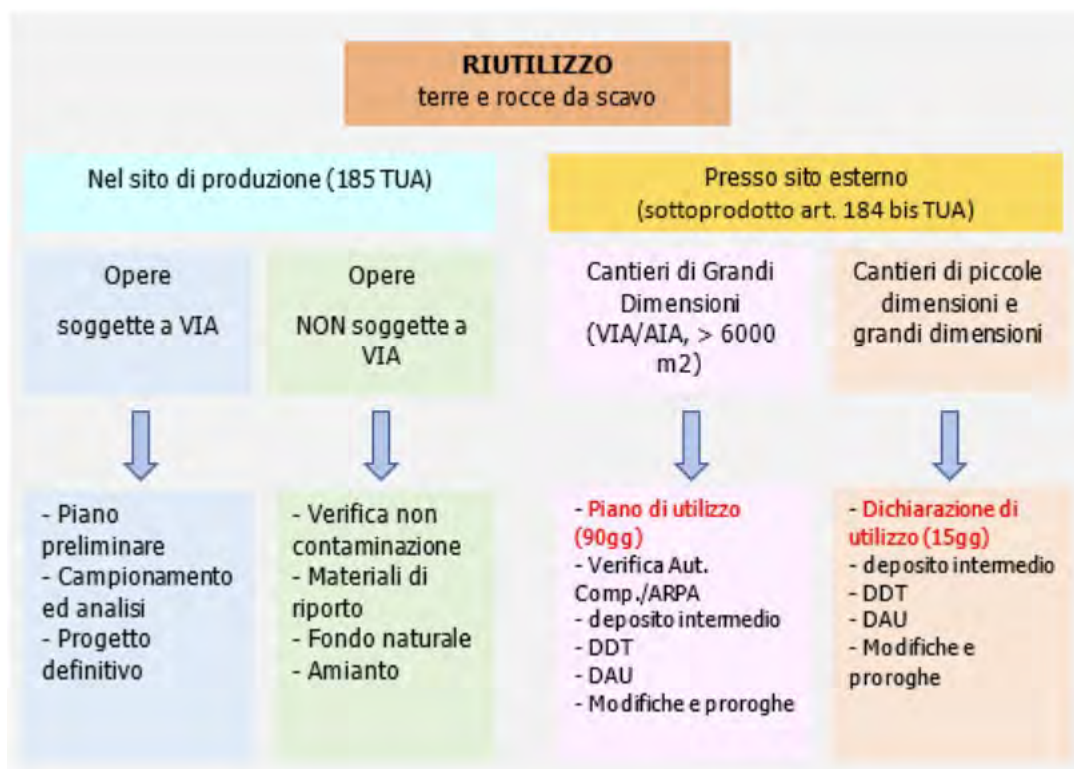 RIUTILIZZO
terre e rocce da scavo
Nel sito di produzione (185 TUA)
Presso sito esterno
(sottoprodotto art. 184 bis TUA)
Opere
soggette a VIA
Opere
NON soggette a
VIA
Cantieri di Grandi
Dimensioni
(VIA/AIA, > 6000
m2)
Cantieri di piccole
dimensioni e
grandi dimensioni
- Piano
preliminare
- Campionamento
ed analisi
- Progetto
definitivo
- Verifica non
contaminazione
- Materiali di
riporto
- Fondo naturale
- Amianto
- Piano di utilizzo
(90gg)
- Verifica Aut.
Comp./ARPA
- deposito intermedio
- DDT
- DAU
- Modifiche e proroghe
- Dichiarazione di
utilizzo (15gg)
- deposito intermedio
- DDT
- DAU
- Modifiche e
proroghe